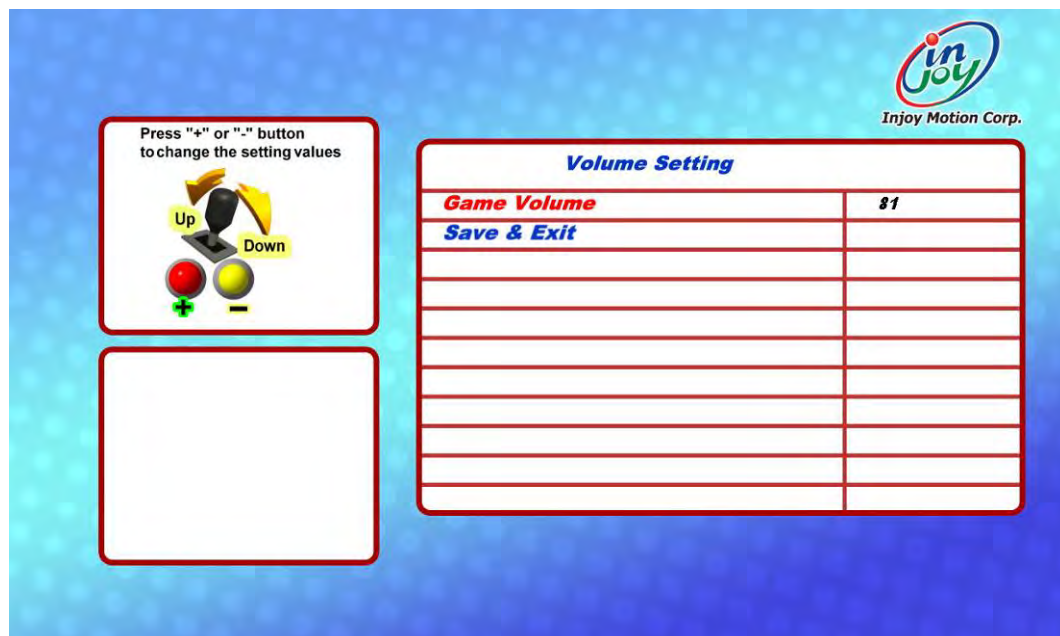 in
joy
Injoy Motion Corp.
Press "+" or "-" button
to change the setting values
Up
Down
+ -
Volume Setting
Game Volume 81
Save & Exit